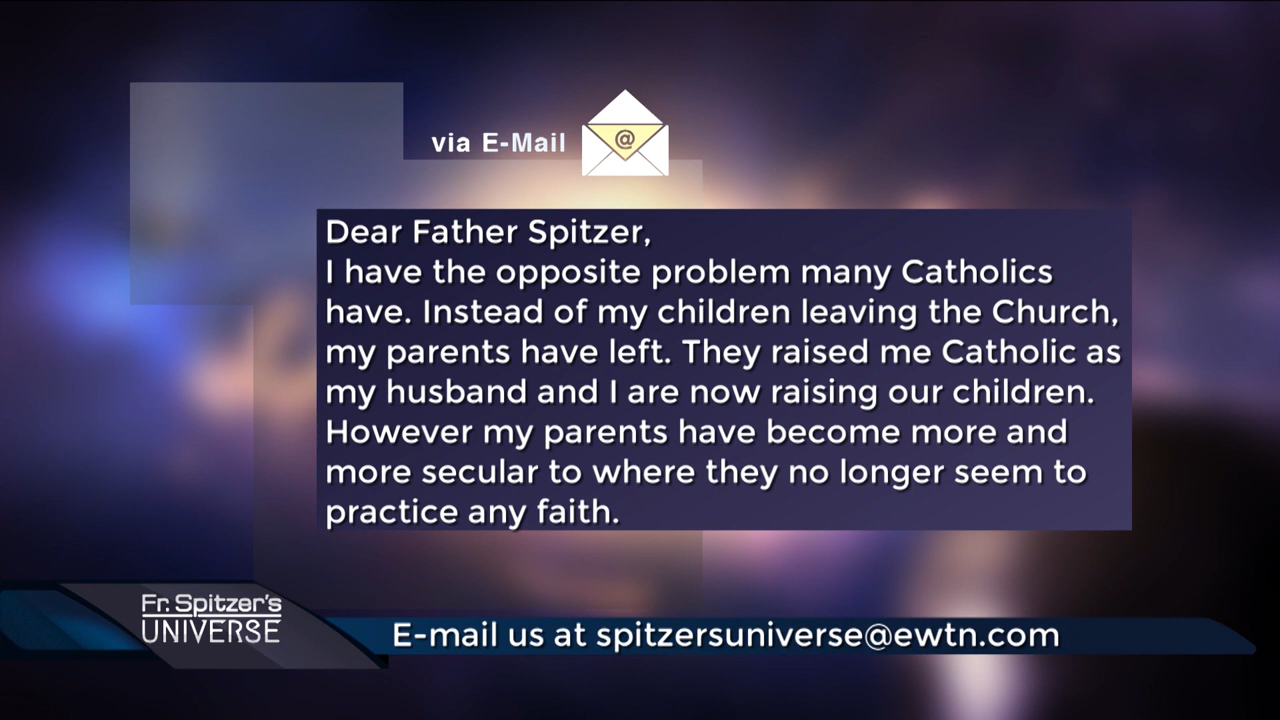 via E-Mail
@
Dear Father Spitzer,
I have the opposite problem many Catholics
have. Instead of my children leaving the Church,
my parents have left. They raised me Catholic as
my husband and I are now raising our children.
However my parents have become more and
more secular to where they no longer seem to
practice any faith.
Fr. Spitzer's
UNIVERSE
E-mail us at spitzersuniverse@ewtn.com